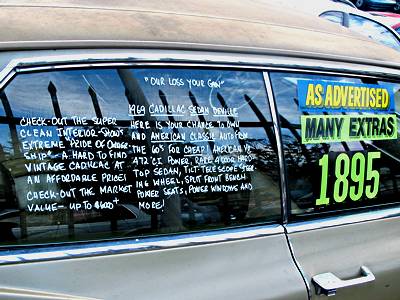 "OUR LOSS YOUR GAIN"
CHECK-OUT THE SUPER
CLEAN INTERIOR - SHOWS
EXTREME PRIDE OF OWNER
SHIP - A HARD TO FIND
VINTAGE CADILLAC AT
AN AFFORDABLE PRICE!
CHECK-OUT THE MARKET
VALUE - UP TO
1969 CADILLAC SEDAN DEVILLE
HERE IS YOUR CHANCE TO OWN
AND AMERICAN CLASSIC AUTO FROM
THE 60'S FOR CHEAP! AMERICAN V8
472 CI POWER, RARE 4 DOOR HARD
TOP SEDAN, TILT-TELESCOPE STEER-
ING WHEEL, SPLIT FRONT BENCH
POWER SEATS, POWER WINDOWS AND
MORE!
AS ADVERTISED
MANY EXTRAS
1895